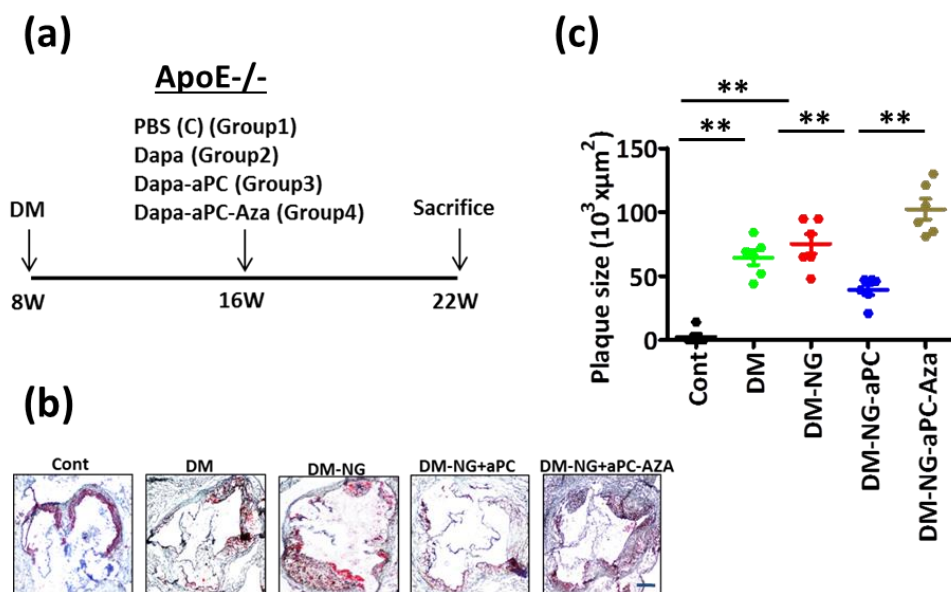 (a)
ApoE-/-
PBS (C) (Group1)
Dapa (Group2)
Dapa-aPC (Group3)
Dapa-aPC-Aza (Group4)
DM
Sacrifice
8W
16W
22W
(b)
Cont
DM
DM-NG
DM-NG+aPC
DM-NG+aPC-AZA
(c)
**
**
**
**
Plaque size (10³ xµm²)
150
100
50
0
Cont
DM
DM-NG
DM-NG-aPC
DM-NG-aPC-Aza